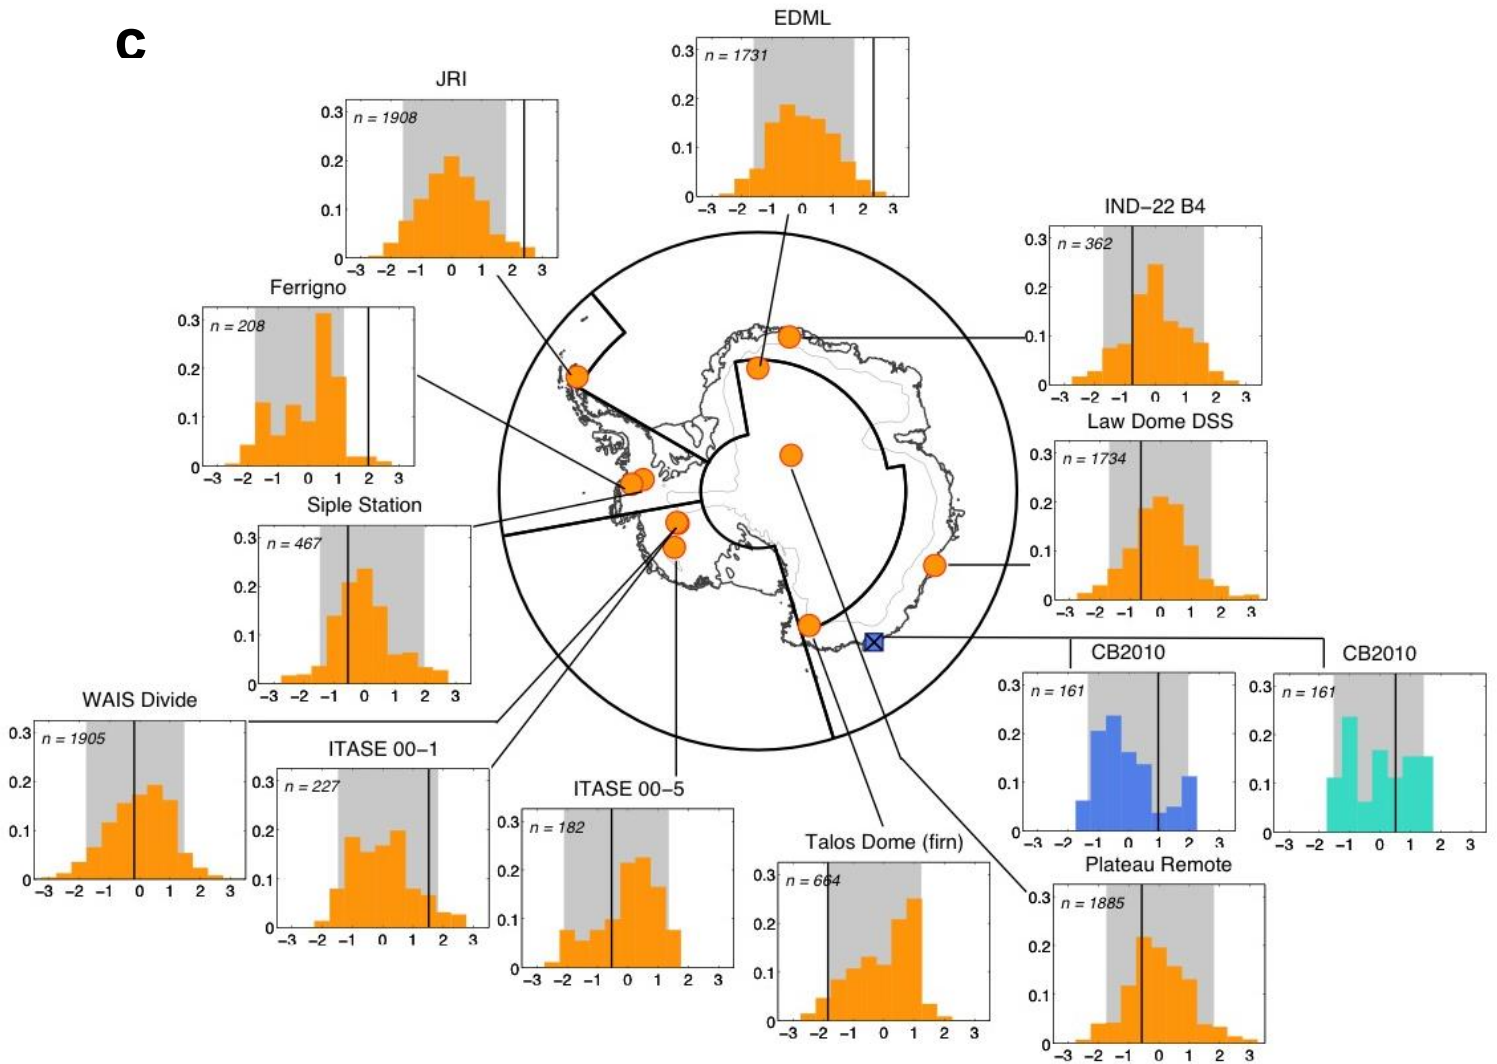 c
EDML
n = 1731
0.3
0.2
0.1
0
−3 −2 −1 0 1 2 3
JRI
n = 1908
0.3
0.2
0.1
0
−3 −2 −1 0 1 2 3
IND−22 B4
n = 362
0.3
0.2
0.1
0
−3 −2 −1 0 1 2 3
Ferrigno
n = 208
0.3
0.2
0.1
0
−3 −2 −1 0 1 2 3
Law Dome DSS
n = 1734
0.3
0.2
0.1
0
−3 −2 −1 0 1 2 3
Siple Station
n = 467
0.3
0.2
0.1
0
−3 −2 −1 0 1 2 3
CB2010
n = 161
0.3
0.2
0.1
0
−3 −2 −1 0 1 2 3
CB2010
n = 161
0.3
0.2
0.1
0
−3 −2 −1 0 1 2 3
WAIS Divide
n = 1905
0.3
0.2
0.1
0
−3 −2 −1 0 1 2 3
ITASE 00−1
n = 227
0.3
0.2
0.1
0
−3 −2 −1 0 1 2 3
ITASE 00−5
n = 182
0.3
0.2
0.1
0
−3 −2 −1 0 1 2 3
Talos Dome (firn)
n = 664
0.3
0.2
0.1
0
−3 −2 −1 0 1 2 3
Plateau Remote
n = 1885
0.3
0.2
0.1
0
−3 −2 −1 0 1 2 3